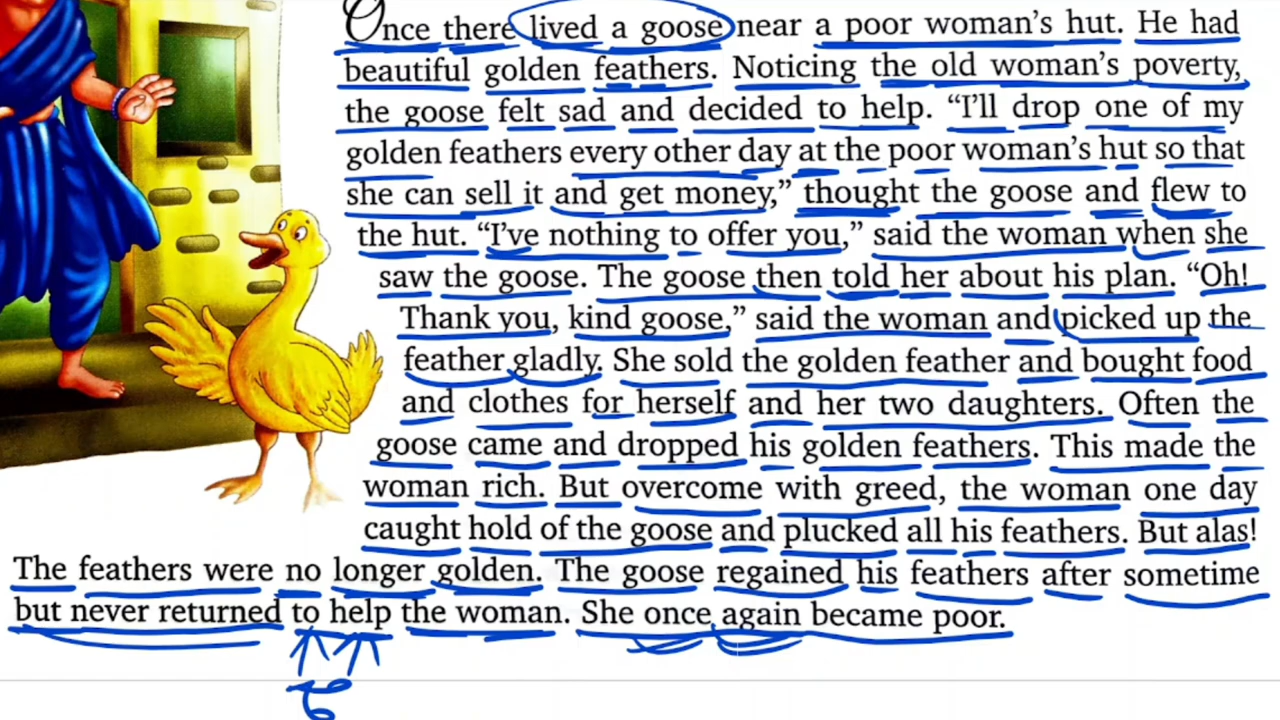 Once there lived a goose near a poor woman's hut. He had
beautiful golden feathers. Noticing the old woman's poverty,
the goose felt sad and decided to help. “I'll drop one of my
golden feathers every other day at the poor woman's hut so that
she can sell it and get money,” thought the goose and flew to
the hut. “I've nothing to offer you,” said the woman when she
saw the goose. The goose then told her about his plan. “Oh!
Thank you, kind goose,” said the woman and picked up the
feather gladly. She sold the golden feather and bought food
and clothes for herself and her two daughters. Often the
goose came and dropped his golden feathers. This made the
woman rich. But overcome with greed, the woman one day
caught hold of the goose and plucked all his feathers. But alas!
The feathers were no longer golden. The goose regained his feathers after sometime
but never returned to help the woman. She once again became poor.